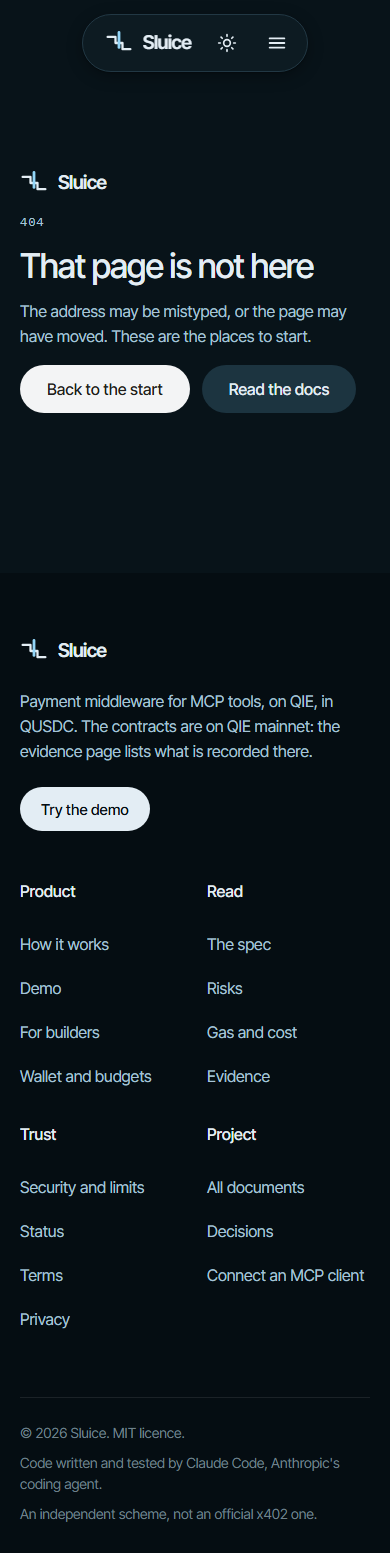 Sluice
Sluice
404
That page is not here
The address may be mistyped, or the page may
have moved. These are the places to start.
Back to the start
Read the docs
Sluice
Payment middleware for MCP tools, on QIE, in
QUSDC. The contracts are on QIE mainnet: the
evidence page lists what is recorded there.
Try the demo
Product
How it works
Demo
For builders
Wallet and budgets
Read
The spec
Risks
Gas and cost
Evidence
Trust
Security and limits
Status
Terms
Privacy
Project
All documents
Decisions
Connect an MCP client
© 2026 Sluice. MIT licence.
Code written and tested by Claude Code, Anthropic's
coding agent.
An independent scheme, not an official x402 one.